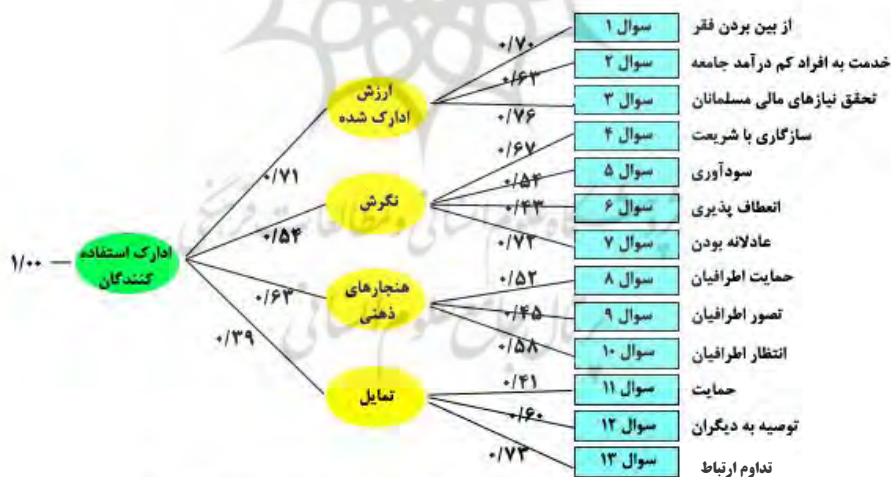 از بین بردن فقر
سوال ۱
۰/۷۰
خدمت به افراد کم درآمد جامعه
سوال ۲
۰/۶۳
ارزش
ادارک شده
تحقق نیازهای مالی مسلمانان
سوال ۳
۰/۷۶
سازگاری با شریعت
سوال ۴
۰/۶۷
سودآوری
سوال ۵
۰/۵۴
۰/۷۱
نگرش
انعطاف پذیری
سوال ۶
۰/۴۳
عادلانه بودن
سوال ۷
۰/۷۲
۰/۵۴
ادارک استفاده
کنندگان
۱/۰۰
حمایت اطرافیان
سوال ۸
۰/۵۲
۰/۶۳
هنجارهای
ذهنی
تصور اطرافیان
سوال ۹
۰/۴۵
انتظار اطرافیان
سوال ۱۰
۰/۵۸
۰/۳۹
حمایت
سوال ۱۱
۰/۴۱
تمایل
توصیه به دیگران
سوال ۱۲
۰/۶۰
تداوم ارتباط
سوال ۱۳
۰/۷۳